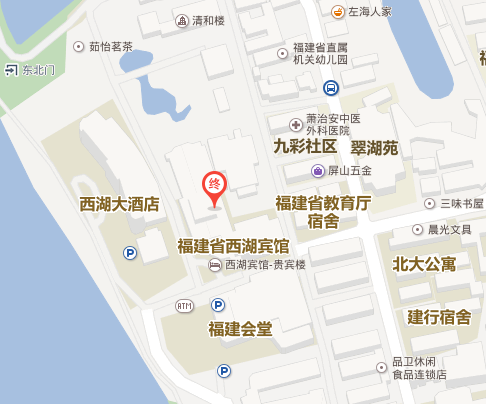 左海人家
清和楼
茹怡茗茶
福建省直属
机关幼儿园
东北门
萧治安中医
外科医院
九彩社区
翠湖苑
屏山五金
终
西湖大酒店
福建省教育厅
宿舍
三味书屋
晨光文具
福建省西湖宾馆
西湖宾馆-贵宾楼
北大公寓
P
ATM
P
福建会堂
建行宿舍
品卫休闲
食品连锁店
P